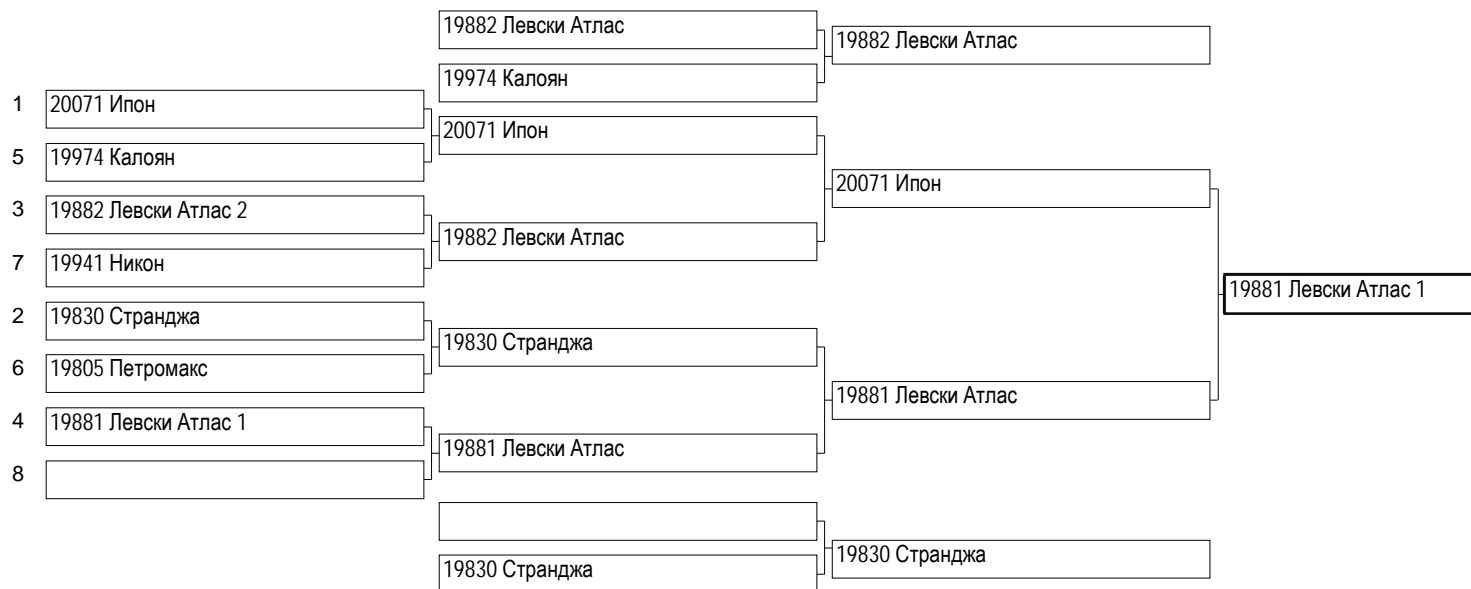 19882 Левски Атлас
19974 Калоян
19882 Левски Атлас
1 20071 Ипон
5 19974 Калоян
3 19882 Левски Атлас 2
7 19941 Никон
2 19830 Странджа
6 19805 Петромакс
4 19881 Левски Атлас 1
8
20071 Ипон
19882 Левски Атлас
19830 Странджа
19881 Левски Атлас
20071 Ипон
19881 Левски Атлас
19881 Левски Атлас 1
19830 Странджа
19830 Странджа